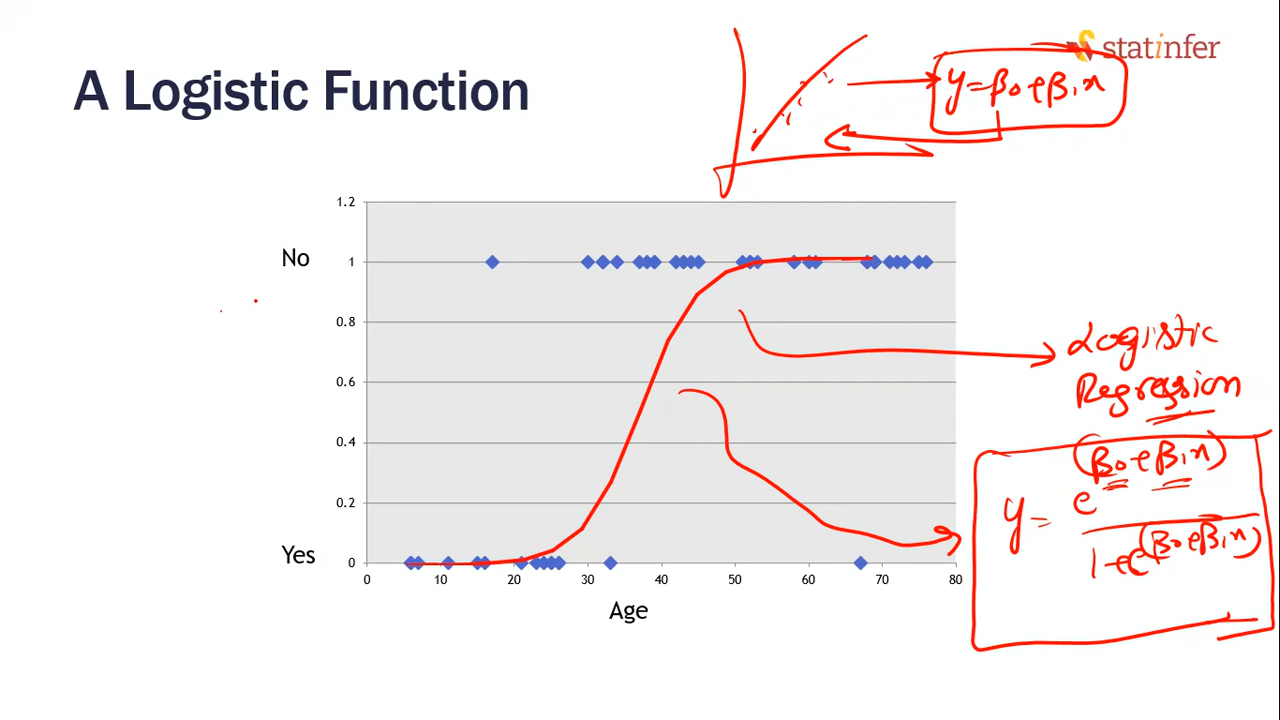 statinfer
A Logistic Function
y=β0+β1x
1.2
No
1
0.8
0.6
0.4
0.2
Yes
0
0 10 20 30 40 50 60 70 80
Age
Logistic
Regression
y = e^(β0+β1x)
1+e^(β0+β1x)